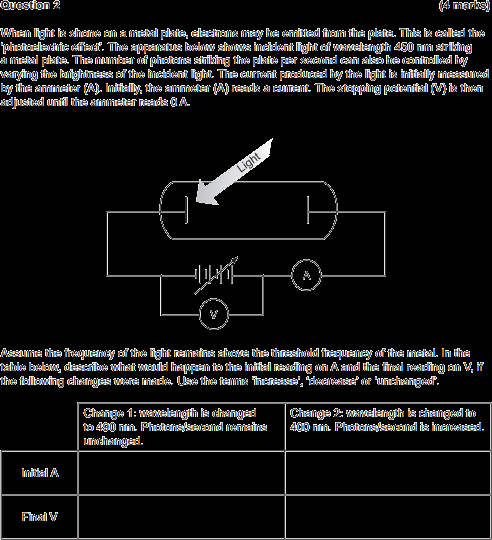 Question 2 (4 marks)
When light is shone on a metal plate, electrons may be emitted from the plate. This is called the
'photoelectric effect'. The apparatus below shows incident light of wavelength 450 nm striking
a metal plate. The number of photons striking the plate per second can also be controlled by
varying the brightness of the incident light. The current produced by the light is initially measured
by the ammeter (A). Initially, the ammeter (A) reads a current. The stopping potential (V) is then
adjusted until the ammeter reads 0 A.
Light
A
V
Assume the frequency of the light remains above the threshold frequency of the metal. In the
table below, describe what would happen to the initial reading on A and the final reading on V, if
the following changes were made. Use the terms 'increase', 'decrease' or 'unchanged'.
Change 1: wavelength is changed
to 400 nm. Photons/second remains
unchanged.
Change 2: wavelength is changed to
400 nm. Photons/second is increased.
Initial A
Final V